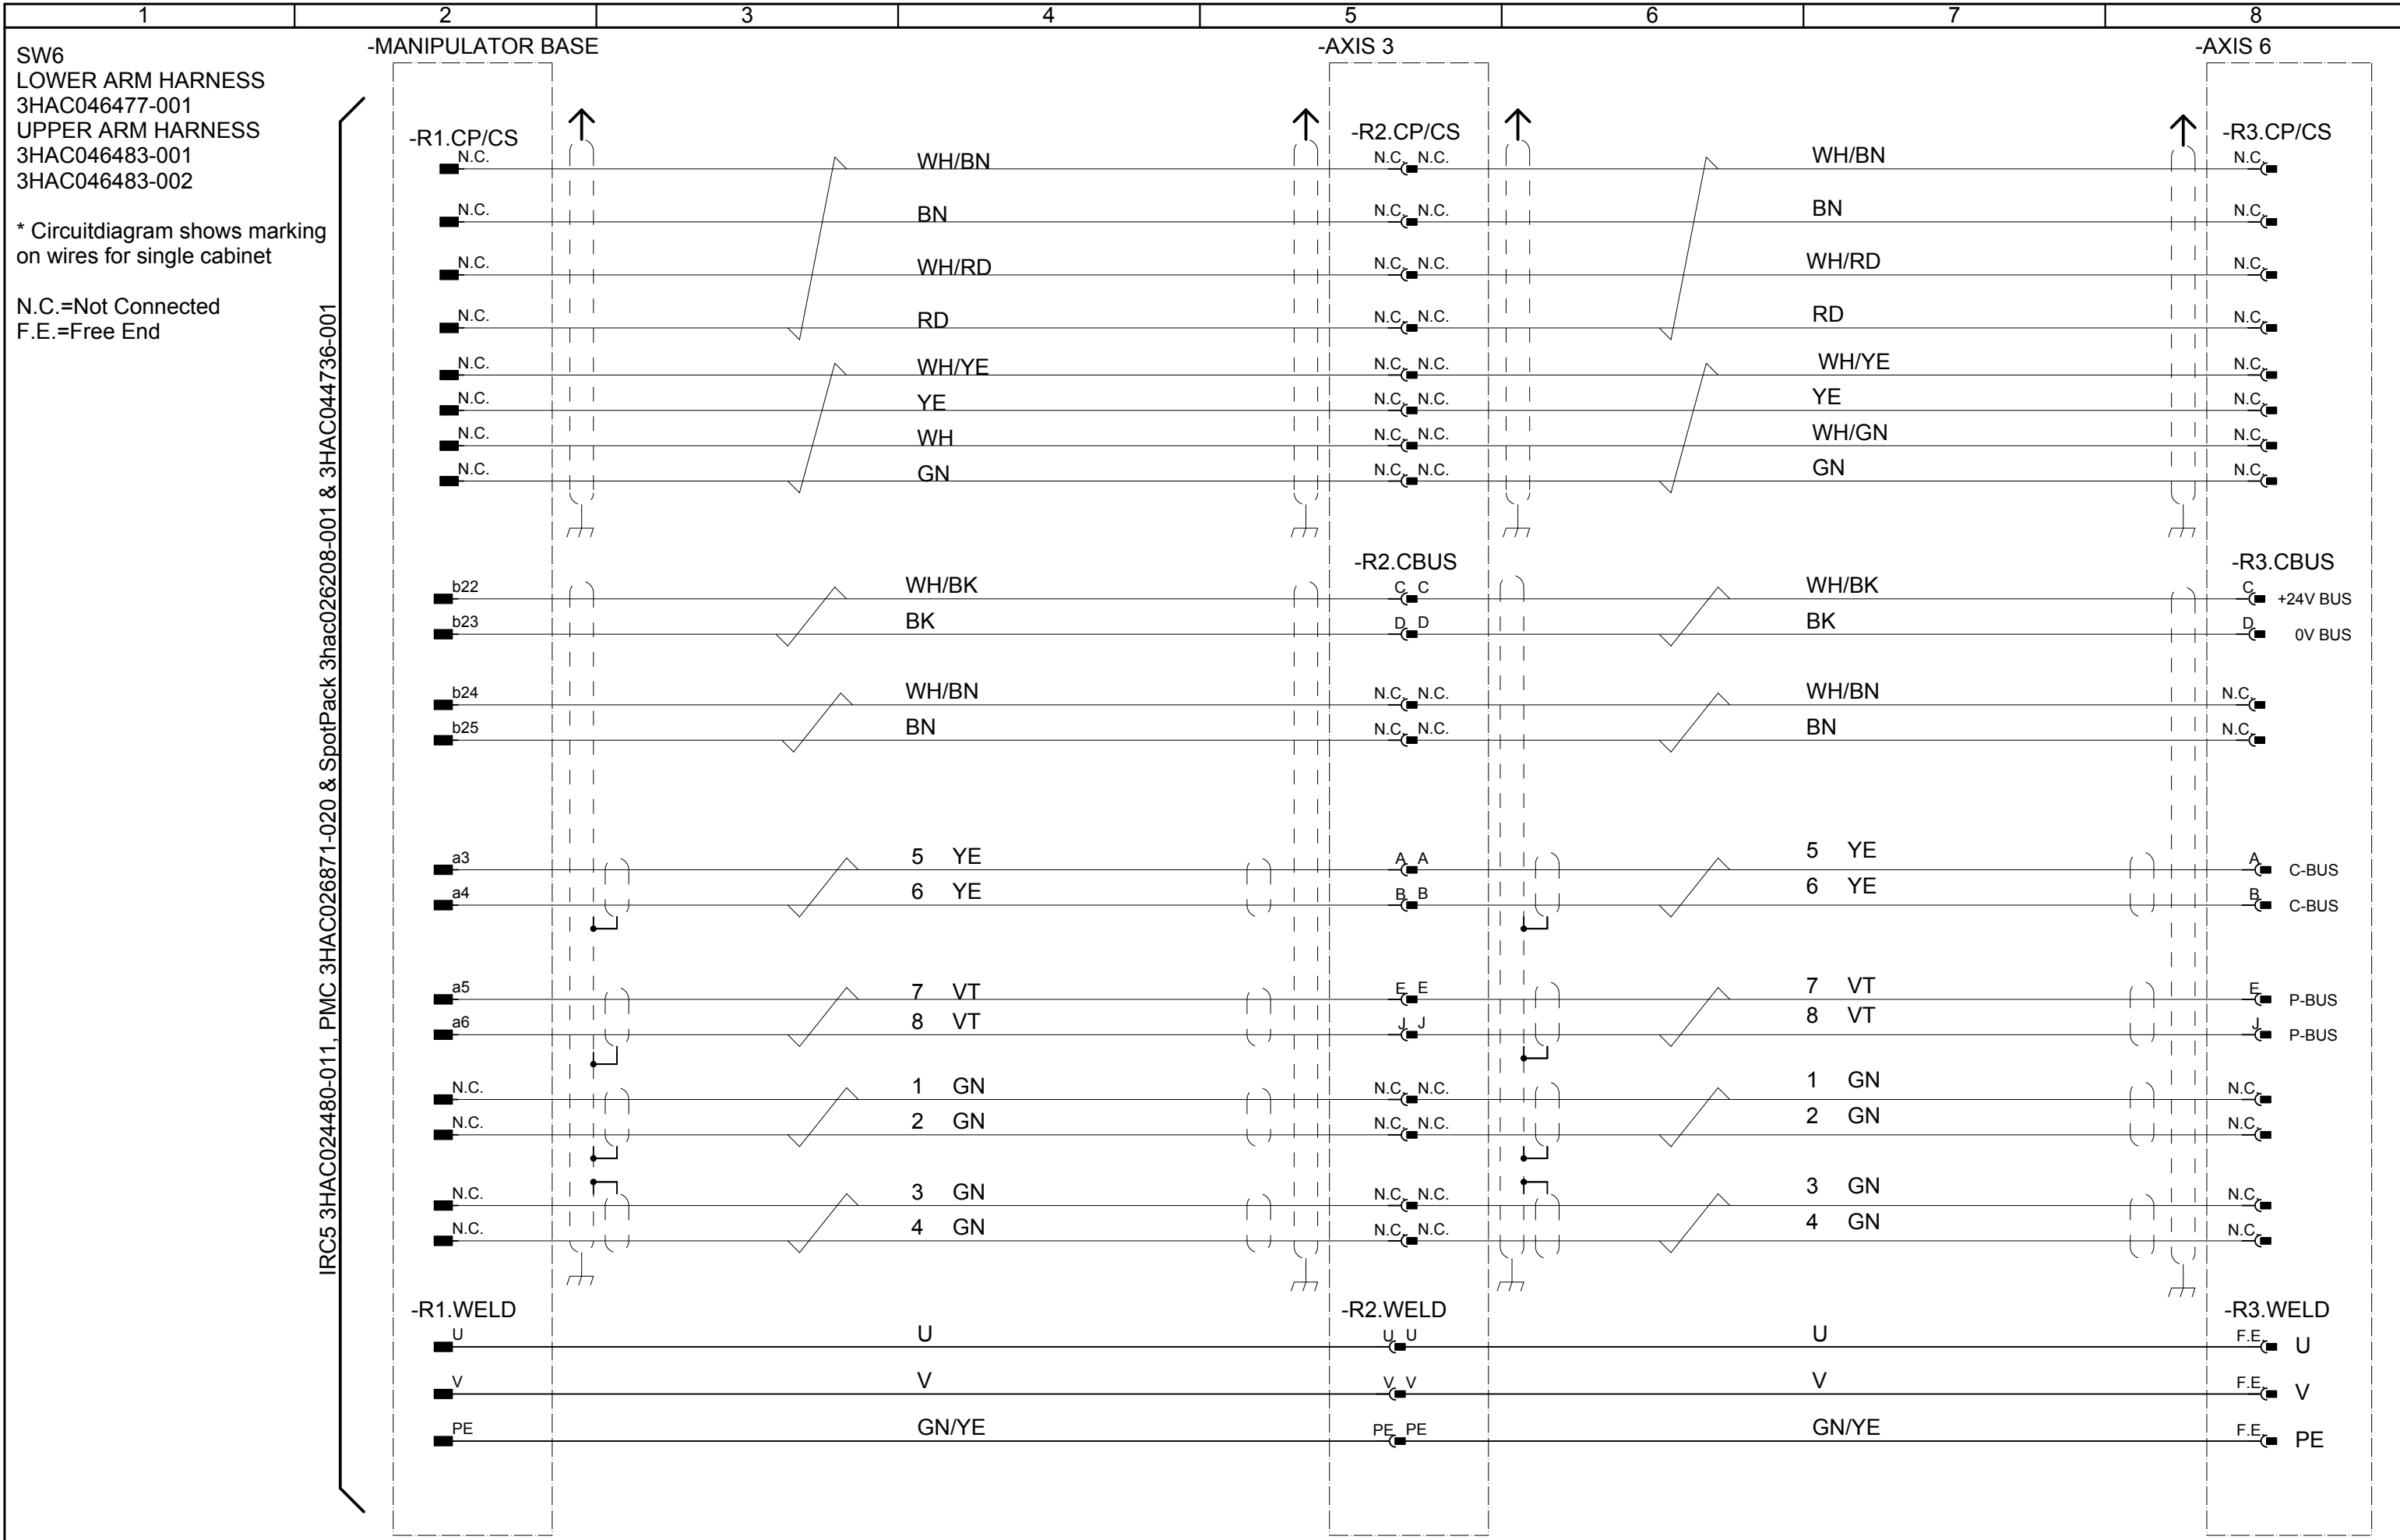 1 2 3 4 5 6 7 8
SW6
LOWER ARM HARNESS
3HAC046477-001
UPPER ARM HARNESS
3HAC046483-001
3HAC046483-002
* Circuitdiagram shows marking
on wires for single cabinet
N.C.=Not Connected
F.E.=Free End
IRC5 3HAC024480-011, PMC 3HAC026871-020 & SpotPack 3hac026208-001 & 3HAC044736-001
-MANIPULATOR BASE -AXIS 3 -AXIS 6
-R1.CP/CS -R2.CP/CS -R3.CP/CS
N.C. WH/BN N.C. N.C. WH/BN N.C.
N.C. BN N.C. N.C. BN N.C.
N.C. WH/RD N.C. N.C. WH/RD N.C.
N.C. RD N.C. N.C. RD N.C.
N.C. WH/YE N.C. N.C. WH/YE N.C.
N.C. YE N.C. N.C. YE N.C.
N.C. WH N.C. N.C. WH/GN N.C.
N.C. GN N.C. N.C. GN N.C.
-R2.CBUS -R3.CBUS
b22 WH/BK C C WH/BK C +24V BUS
b23 BK D D BK D 0V BUS
b24 WH/BN N.C. N.C. WH/BN N.C.
b25 BN N.C. N.C. BN N.C.
a3 5 YE A A 5 YE A C-BUS
a4 6 YE B B 6 YE B C-BUS
a5 7 VT E E 7 VT E P-BUS
a6 8 VT J J 8 VT J P-BUS
N.C. 1 GN N.C. N.C. 1 GN N.C.
N.C. 2 GN N.C. N.C. 2 GN N.C.
N.C. 3 GN N.C. N.C. 3 GN N.C.
N.C. 4 GN N.C. N.C. 4 GN N.C.
-R1.WELD -R2.WELD -R3.WELD
U U U U U F.E. U
V V V V V F.E. V
PE GN/YE PE PE GN/YE F.E. PE